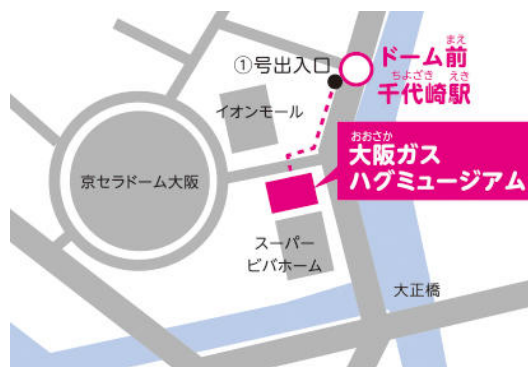 まえ
ドーム前
ちよざき えき
千代崎駅
①号出入口
イオンモール
おおさか
大阪ガス
ハグミュージアム
京セラドーム大阪
スーパー
ビバホーム
大正橋